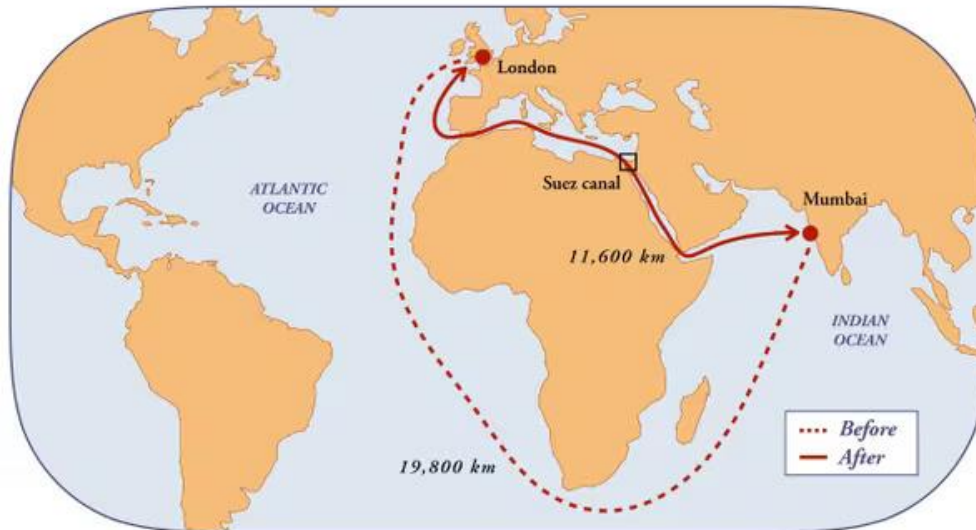 London
ATLANTIC
OCEAN
Suez canal
Mumbai
11,600 km
INDIAN
OCEAN
19,800 km
Before
After